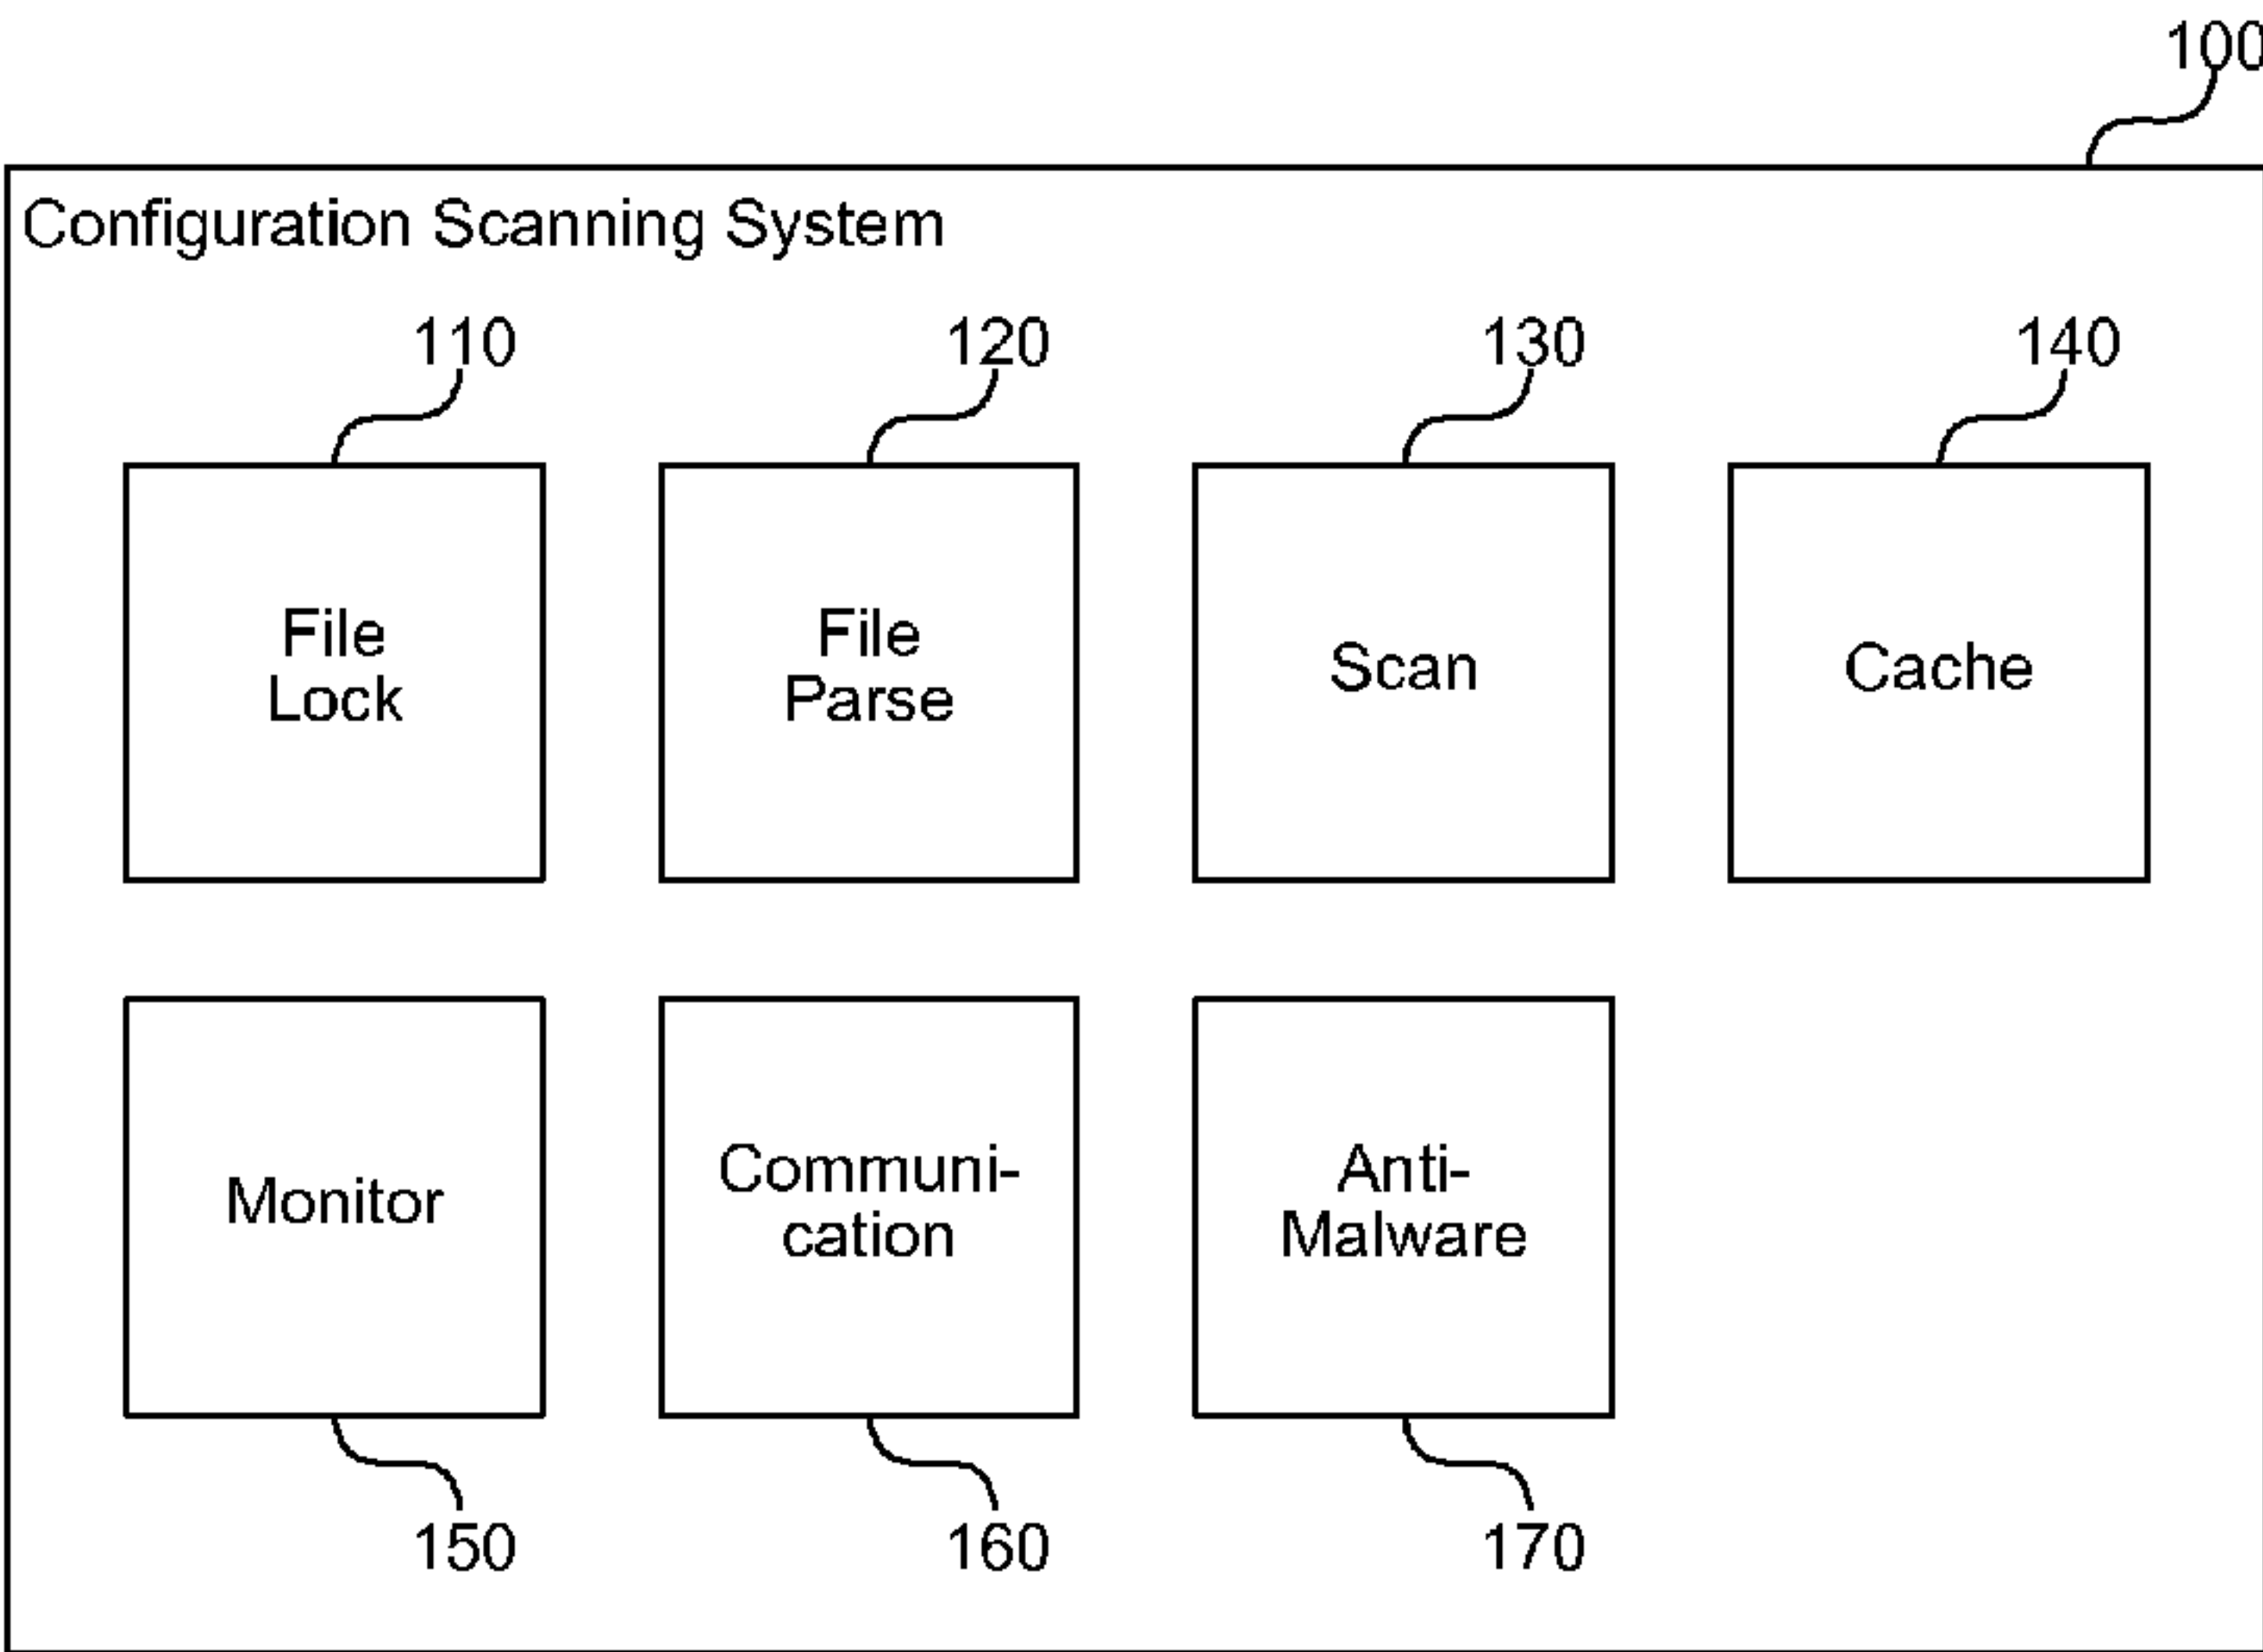 100
Configuration Scanning System
110
120
130
140
File
Lock
File
Parse
Scan
Cache
Monitor
Communi-
cation
Anti-
Malware
150
160
170